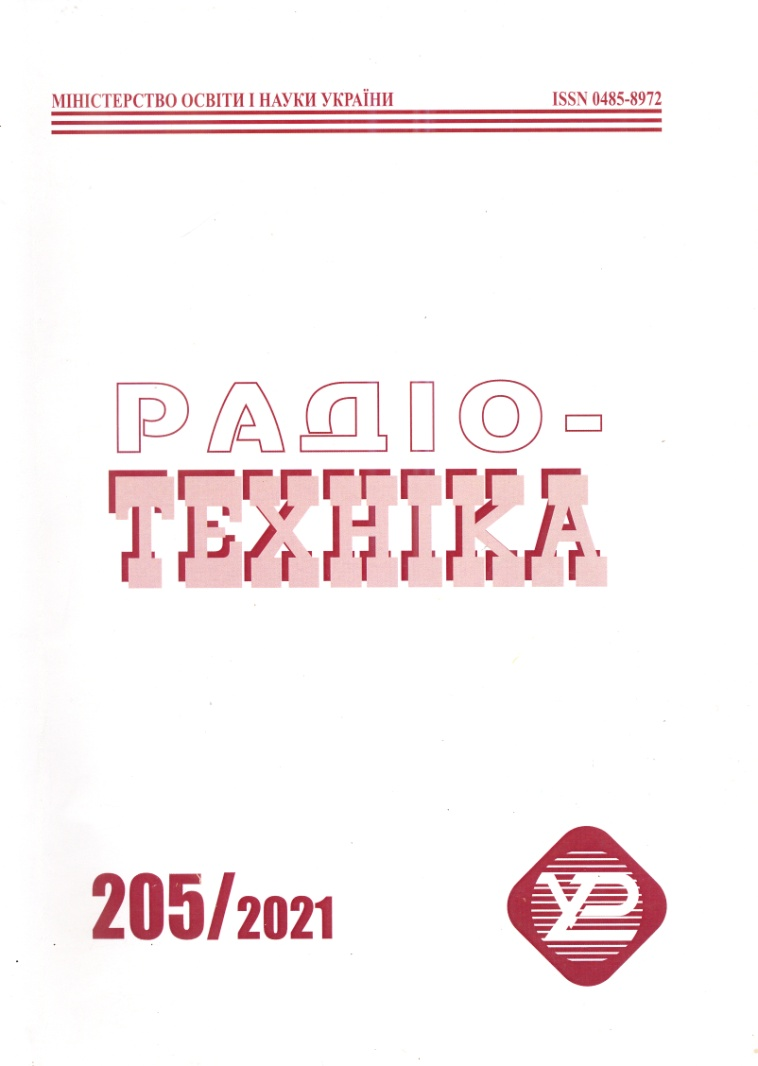 МІНІСТЕРСТВО ОСВІТИ І НАУКИ УКРАЇНИ ISSN 0485-8972
РАДІО-
ТЕХНІКА
205/2021